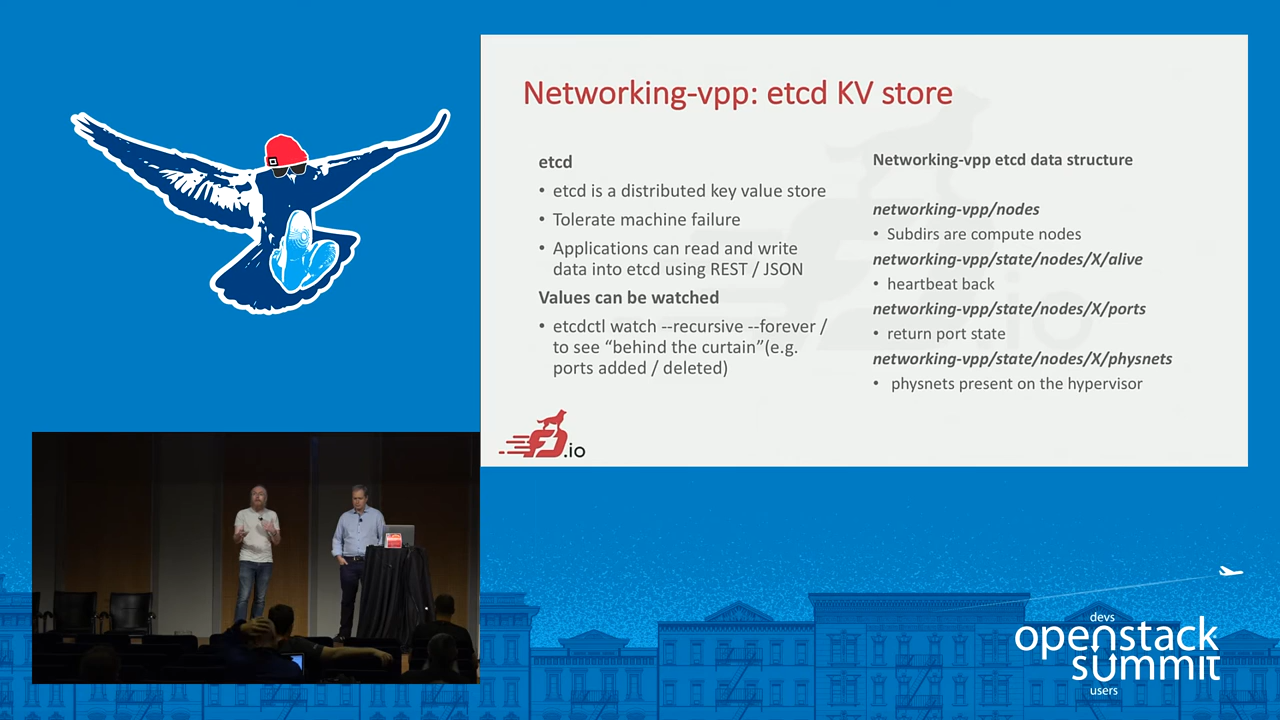 Networking-vpp: etcd KV store
etcd
• etcd is a distributed key value store
• Tolerate machine failure
• Applications can read and write
data into etcd using REST / JSON
Values can be watched
• etcdctl watch --recursive --forever /
to see “behind the curtain”(e.g.
ports added / deleted)
Networking-vpp etcd data structure
networking-vpp/nodes
• Subdirs are compute nodes
networking-vpp/state/nodes/X/alive
• heartbeat back
networking-vpp/state/nodes/X/ports
• return port state
networking-vpp/state/nodes/X/physnets
• physnets present on the hypervisor
FD.io
devs
openstack
summit
users